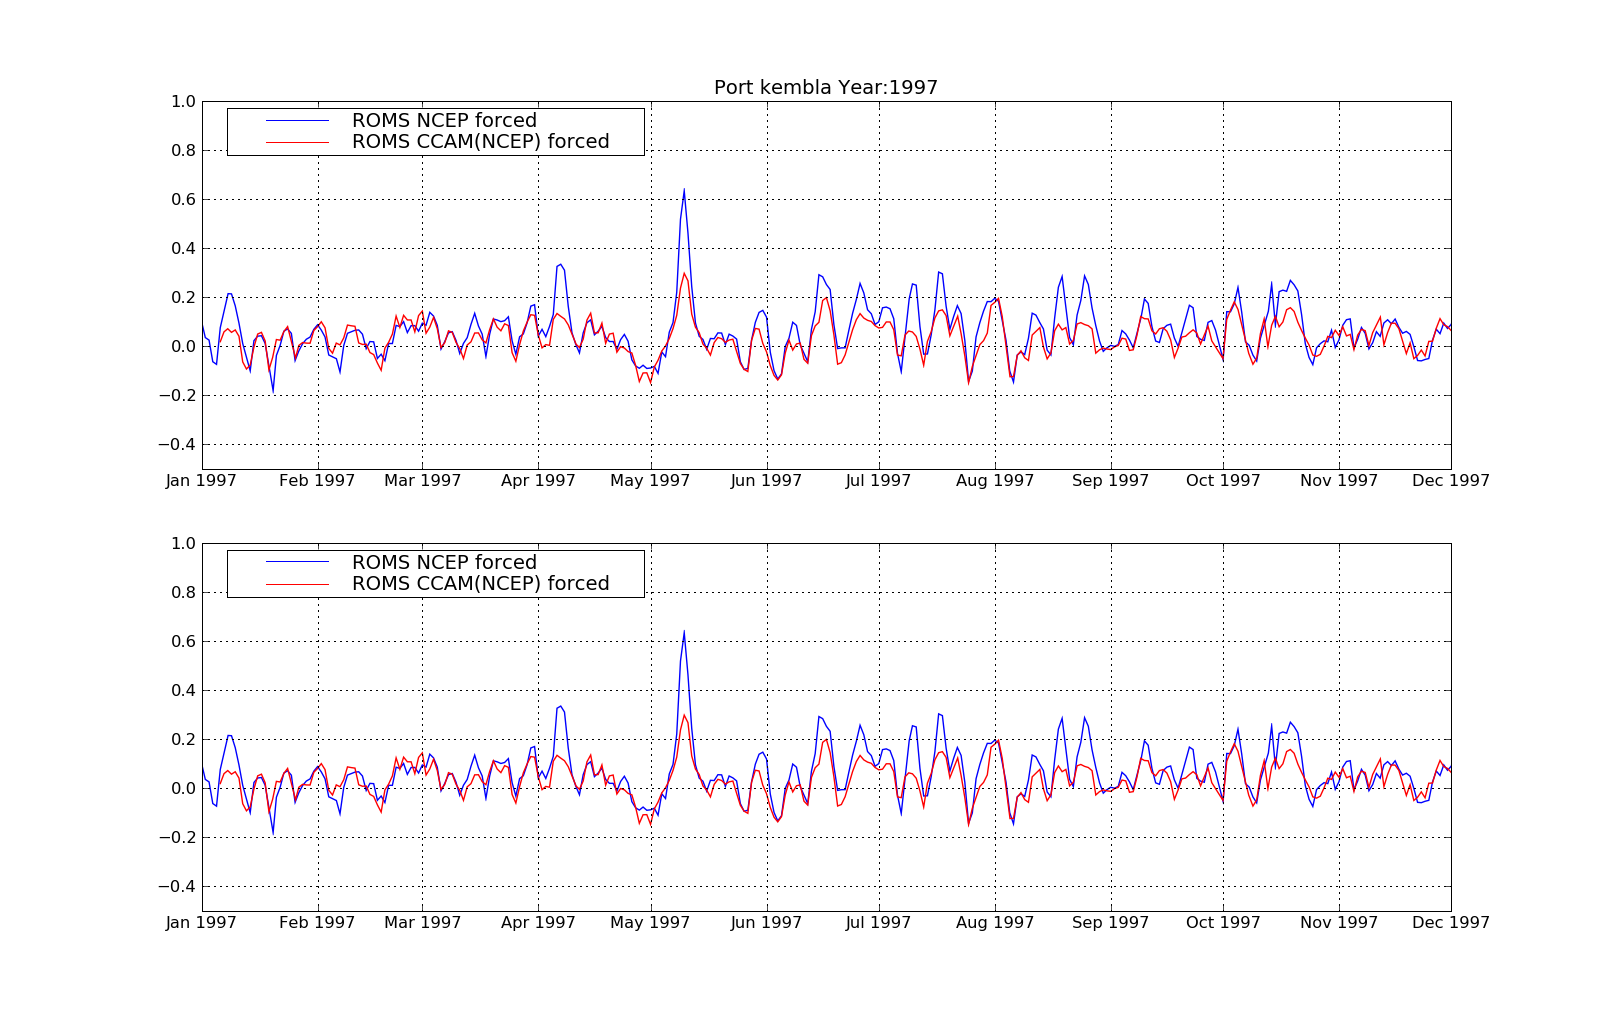 Port kembla Year:1997
1.0
ROMS NCEP forced
ROMS CCAM(NCEP) forced
0.8
0.6
0.4
0.2
0.0
−0.2
−0.4
Jan 1997 Feb 1997 Mar 1997 Apr 1997 May 1997 Jun 1997 Jul 1997 Aug 1997 Sep 1997 Oct 1997 Nov 1997 Dec 1997
1.0
ROMS NCEP forced
ROMS CCAM(NCEP) forced
0.8
0.6
0.4
0.2
0.0
−0.2
−0.4
Jan 1997 Feb 1997 Mar 1997 Apr 1997 May 1997 Jun 1997 Jul 1997 Aug 1997 Sep 1997 Oct 1997 Nov 1997 Dec 1997